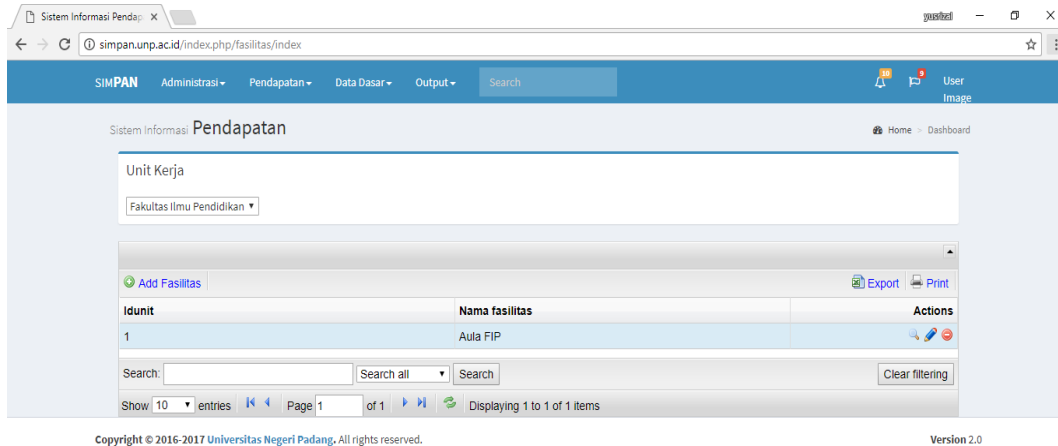 Sistem Informasi Pendap
yusrizal
simpan.unp.ac.id/index.php/fasilitas/index
SIMPAN Administrasi Pendapatan Data Dasar Output Search 10 9 User Image
Sistem Informasi Pendapatan
Home > Dashboard
Unit Kerja
Fakultas Ilmu Pendidikan
Add Fasilitas Export Print
Idunit Nama fasilitas Actions
1 Aula FIP
Search: Search all Search Clear filtering
Show 10 entries Page 1 of 1 Displaying 1 to 1 of 1 items
Copyright © 2016-2017 Universitas Negeri Padang. All rights reserved. Version 2.0